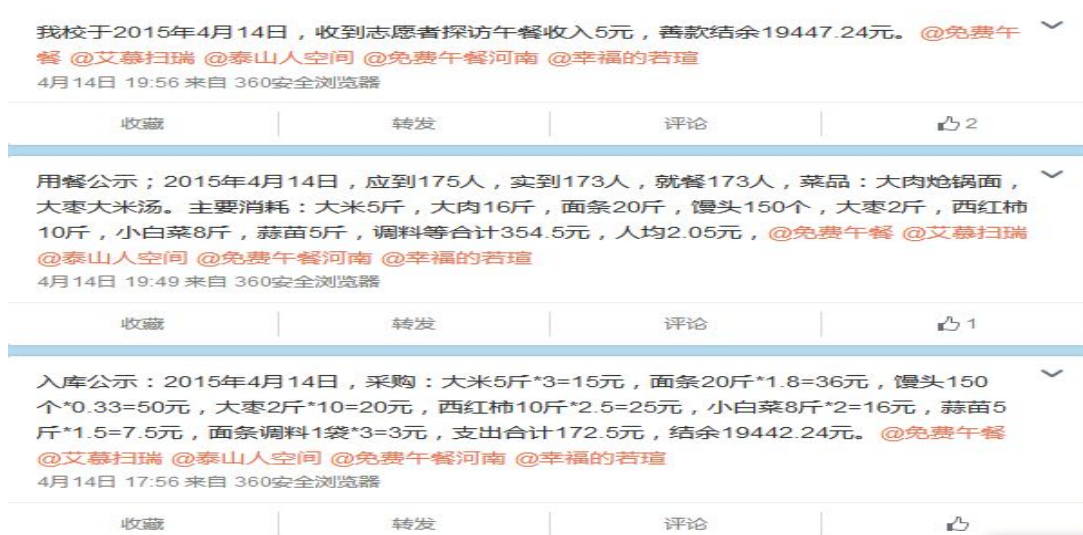 我校于2015年4月14日，收到志愿者探访午餐收入5元，善款结余19447.24元。@免费午
餐 @艾慕扫瑞 @泰山人空间 @免费午餐河南 @幸福的若瑄
4月14日 19:56 来自 360安全浏览器
收藏 转发 评论 2
用餐公示；2015年4月14日，应到175人，实到173人，就餐173人，菜品：大肉炝锅面，
大枣大米汤。主要消耗：大米5斤，大肉16斤，面条20斤，馒头150个，大枣2斤，西红柿
10斤，小白菜8斤，蒜苗5斤，调料等合计354.5元，人均2.05元，@免费午餐 @艾慕扫瑞
@泰山人空间 @免费午餐河南 @幸福的若瑄
4月14日 19:49 来自 360安全浏览器
收藏 转发 评论 1
入库公示：2015年4月14日，采购：大米5斤*3=15元，面条20斤*1.8=36元，馒头150
个*0.33=50元，大枣2斤*10=20元，西红柿10斤*2.5=25元，小白菜8斤*2=16元，蒜苗5
斤*1.5=7.5元，面条调料1袋*3=3元，支出合计172.5元，结余19442.24元。@免费午餐
@艾慕扫瑞 @泰山人空间 @免费午餐河南 @幸福的若瑄
4月14日 17:56 来自 360安全浏览器
收藏 转发 评论